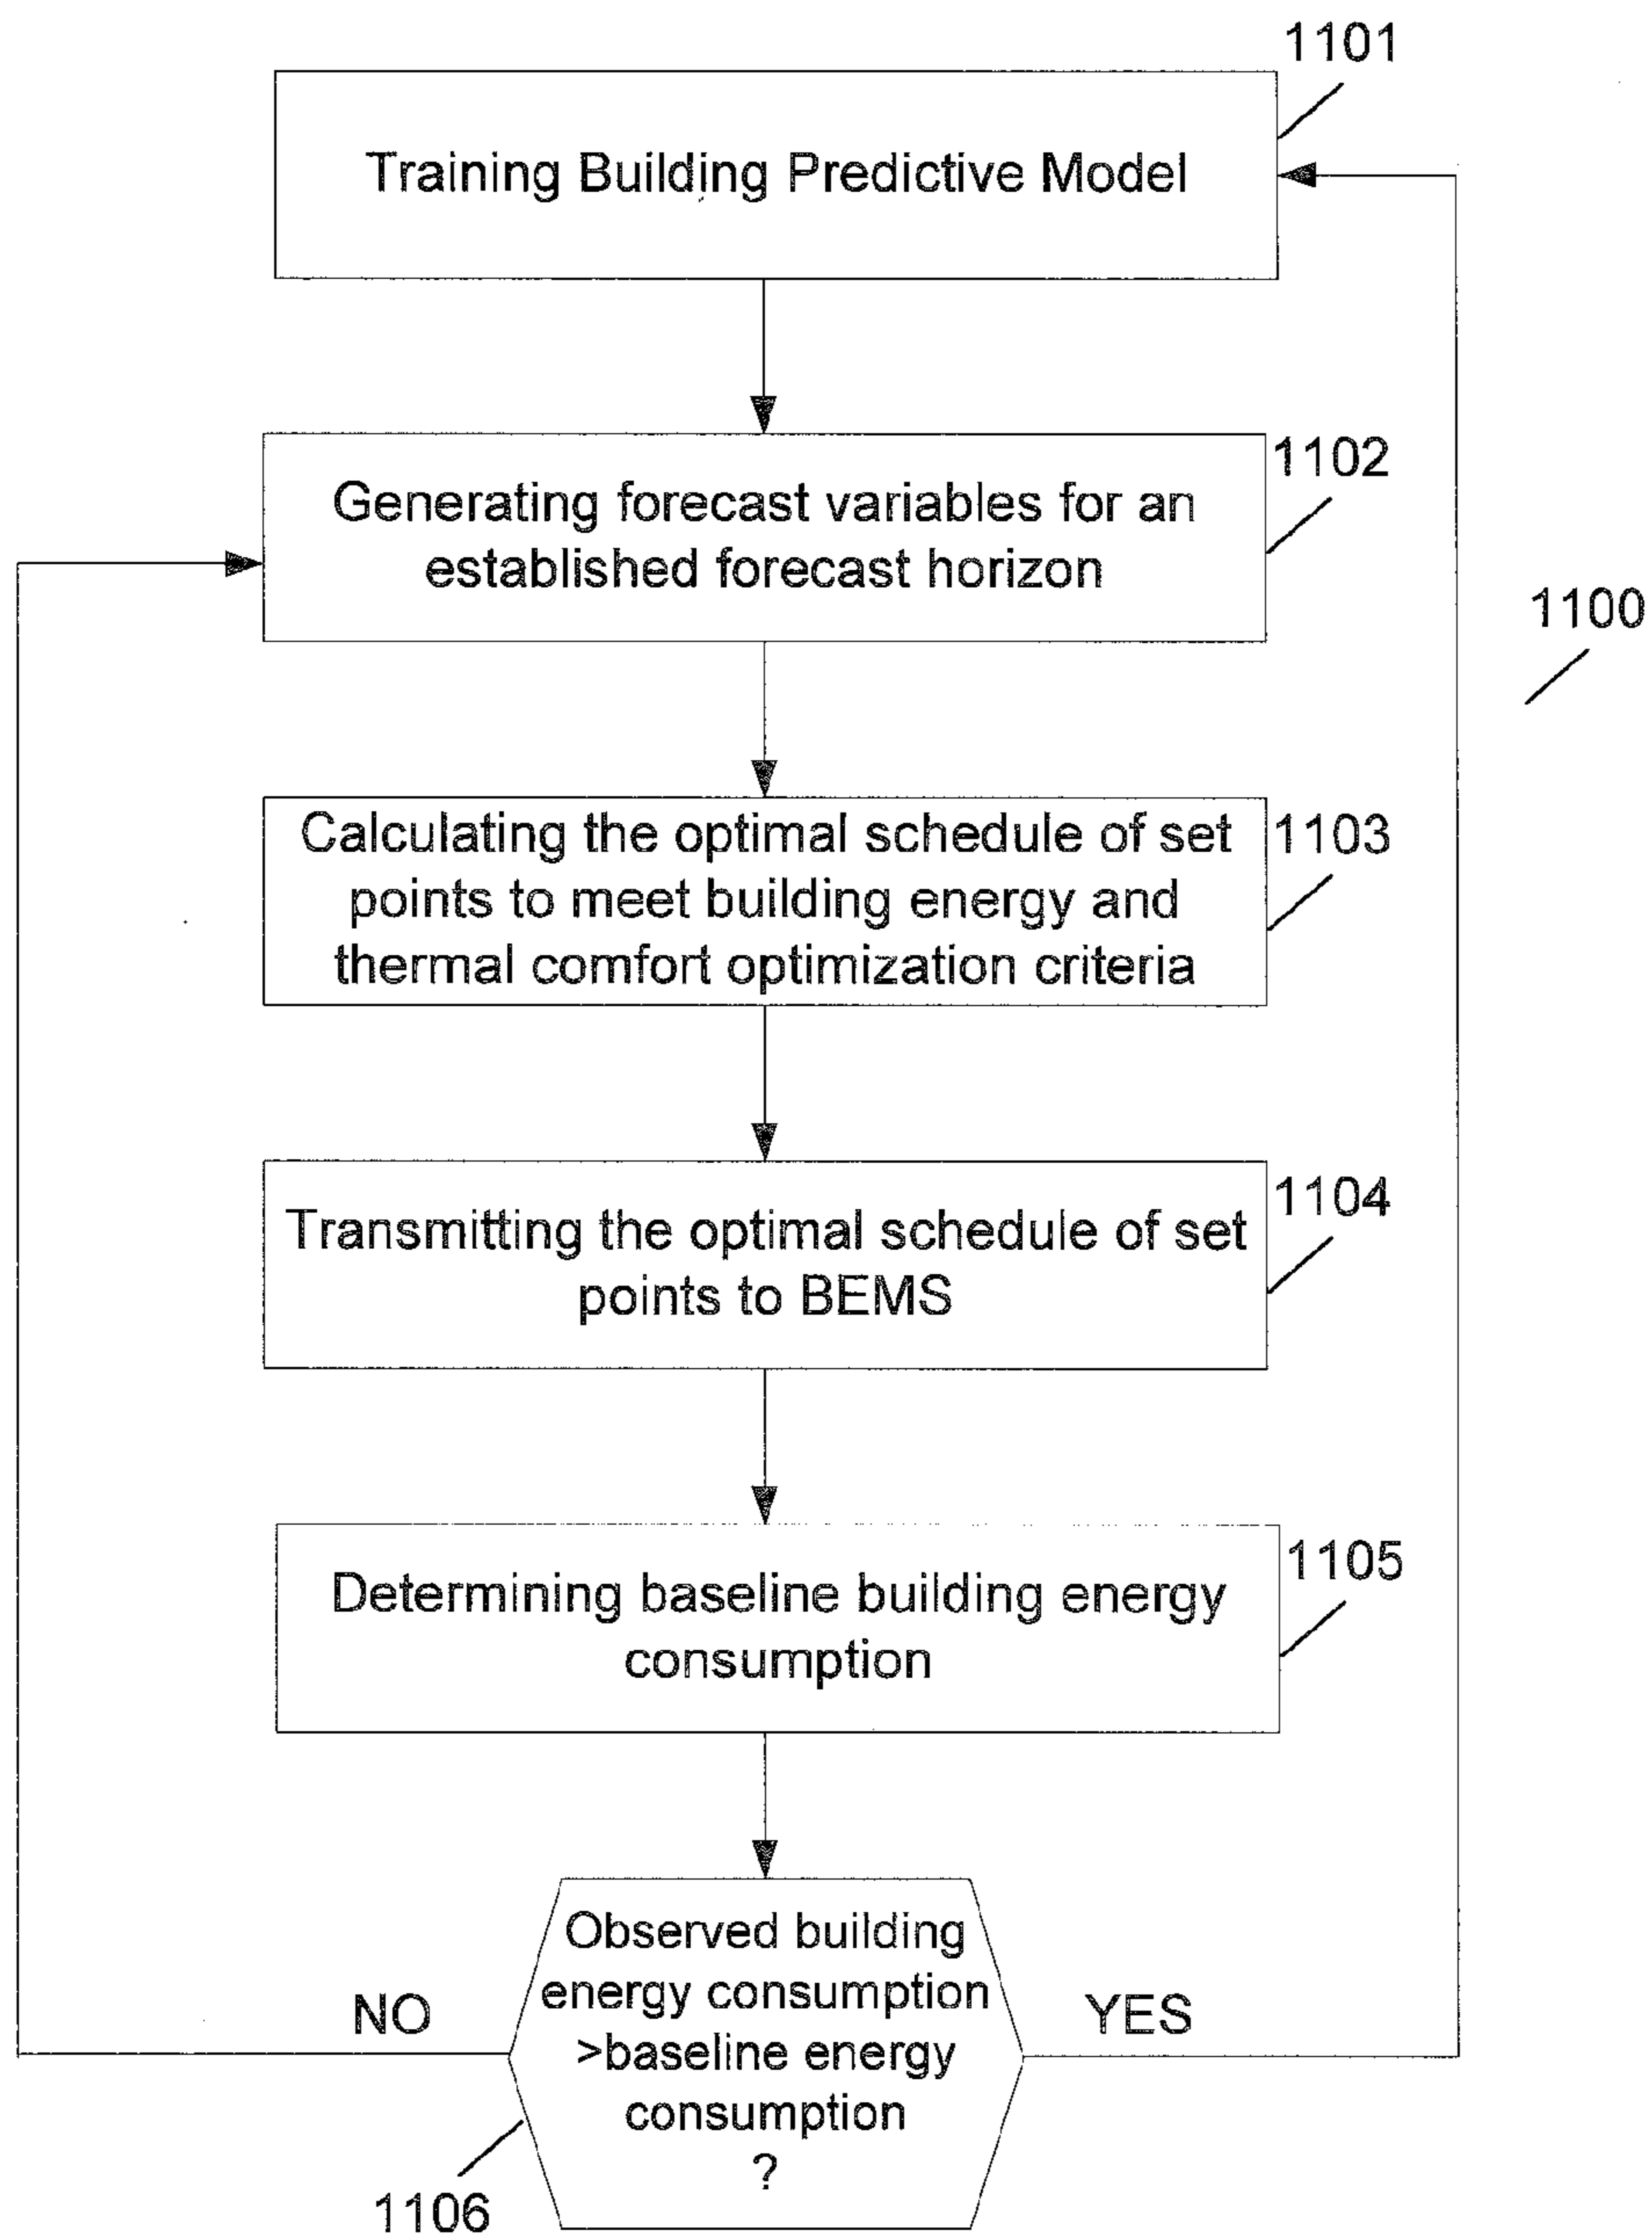 1101
Training Building Predictive Model
1102
Generating forecast variables for an
established forecast horizon
1100
Calculating the optimal schedule of set
points to meet building energy and
thermal comfort optimization criteria
1103
1104
Transmitting the optimal schedule of set
points to BEMS
1105
Determining baseline building energy
consumption
Observed building
energy consumption
>baseline energy
consumption
?
NO
YES
1106